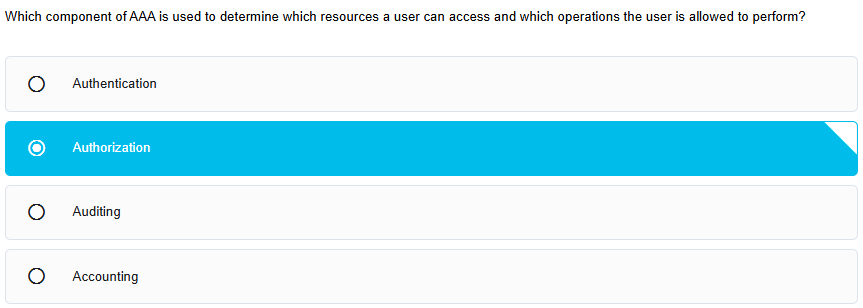 Which component of AAA is used to determine which resources a user can access and which operations the user is allowed to perform?
Authentication
Authorization
Auditing
Accounting